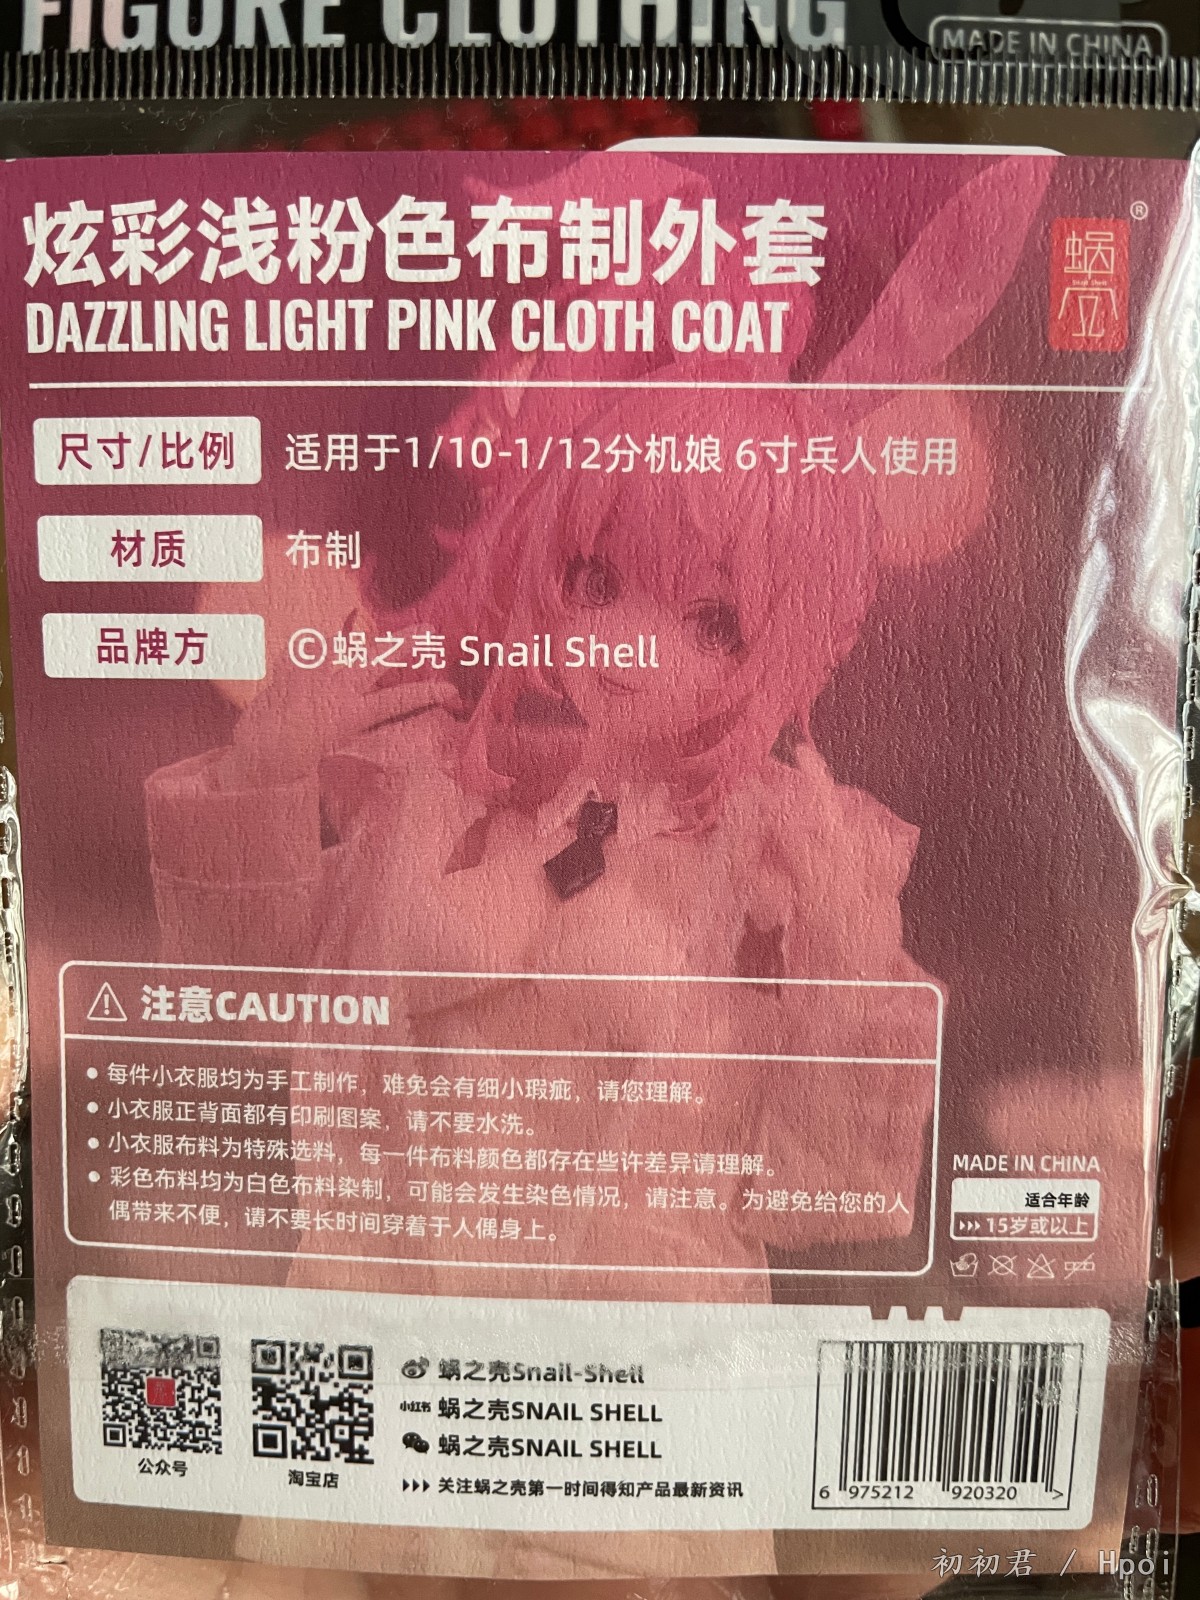 FIGURE CLOTHING
MADE IN CHINA
炫彩浅粉色布制外套
DAZZLING LIGHT PINK CLOTH COAT
®
蜗
Snail Shell
壳
尺寸/比例 适用于1/10-1/12分机娘 6寸兵人使用
材质 布制
品牌方 ©蜗之壳 Snail Shell
注意CAUTION
• 每件小衣服均为手工制作，难免会有细小瑕疵，请您理解。
• 小衣服正背面都有印刷图案，请不要水洗。
• 小衣服布料为特殊选料，每一件布料颜色都存在些许差异请理解。
• 彩色布料均为白色布料染制，可能会发生染色情况，请注意。为避免给您的人
偶带来不便，请不要长时间穿着于人偶身上。
MADE IN CHINA
适合年龄
15岁或以上
公众号
淘宝店
蜗之壳Snail-Shell
小红书 蜗之壳SNAIL SHELL
蜗之壳SNAIL SHELL
关注蜗之壳第一时间得知产品最新资讯
6 975212 920320 >
初初君 / Hpoi